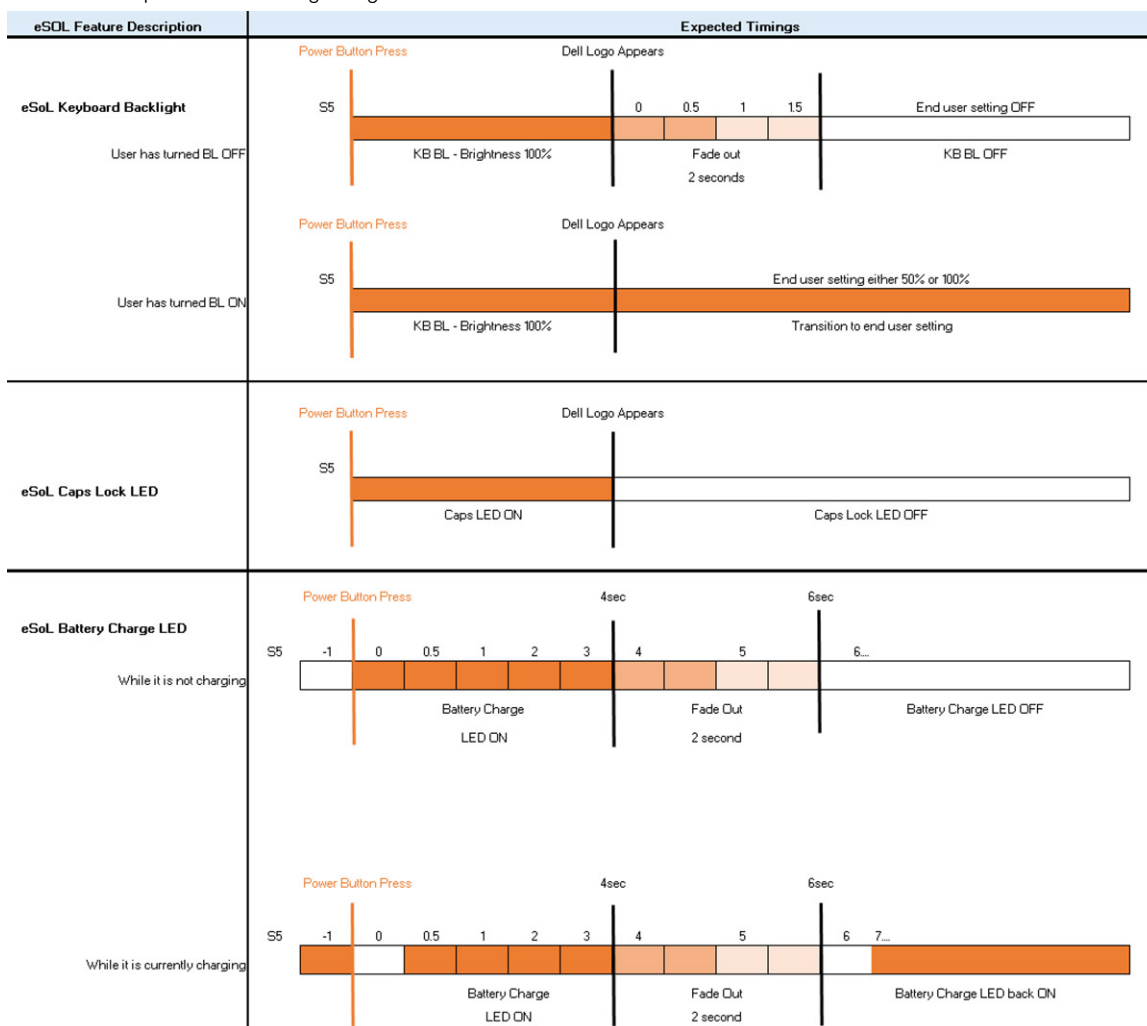 eSOL Feature Description Expected Timings
Power Button Press Dell Logo Appears
eSoL Keyboard Backlight S5 0 0.5 1 1.5 End user setting OFF
User has turned BL OFF KB BL - Brightness 100% Fade out KB BL OFF
2 seconds
Power Button Press Dell Logo Appears
S5 End user setting either 50% or 100%
User has turned BL ON
KB BL - Brightness 100% Transition to end user setting
Power Button Press Dell Logo Appears
S5
eSoL Caps Lock LED
Caps LED ON Caps Lock LED OFF
Power Button Press 4sec 6sec
eSoL Battery Charge LED
S5 -1 0 0.5 1 2 3 4 5 6....
While it is not charging
Battery Charge Fade Out Battery Charge LED OFF
LED ON 2 second
Power Button Press 4sec 6sec
S5 -1 0 0.5 1 2 3 4 5 6 7....
While it is currently charging
Battery Charge Fade Out Battery Charge LED back ON
LED ON 2 second